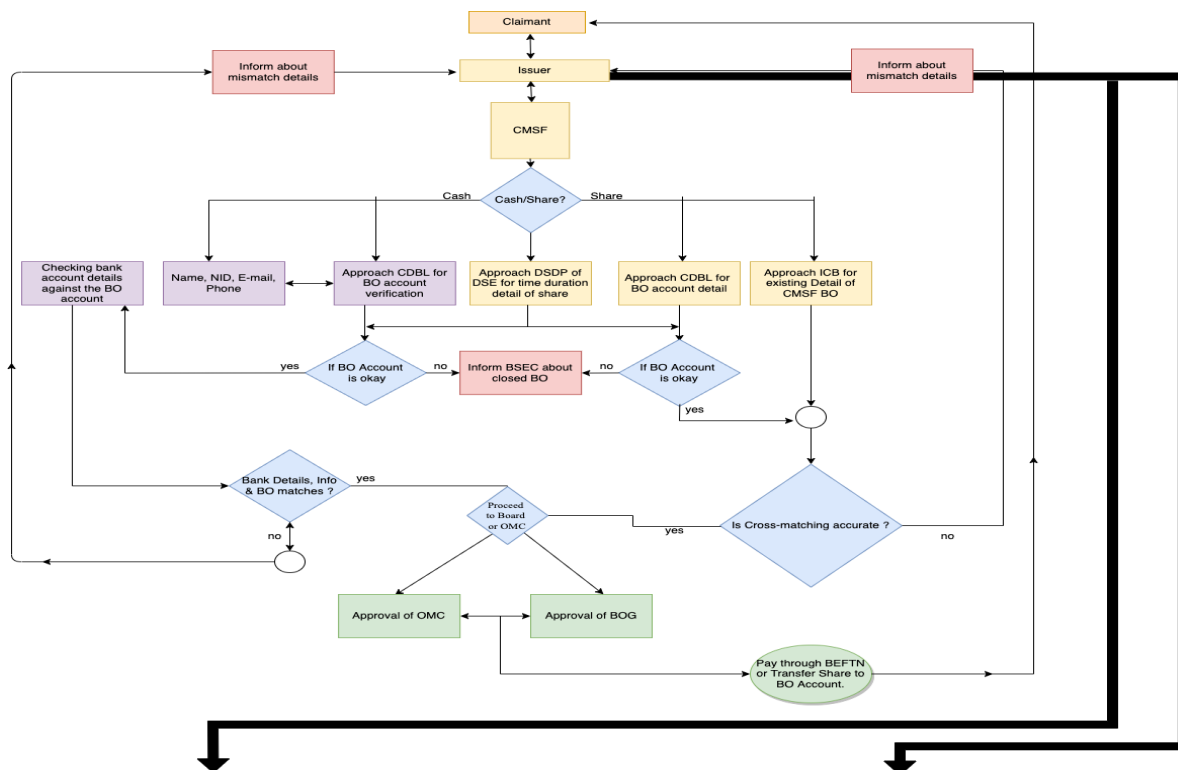 Claimant
Inform about
mismatch details
Issuer
Inform about
mismatch details
CMSF
Cash
Cash/Share?
Share
Checking bank
account details
against the BO
account
Name, NID, E-mail,
Phone
Approach CDBL for
BO account
verification
Approach DSDP of
DSE for time duration
detail of share
Approach CDBL for
BO account detail
Approach ICB for
existing Detail of
CMSF BO
yes
If BO Account
is okay
no
Inform BSEC about
closed BO
no
If BO Account
is okay
yes
Bank Details, Info
& BO matches ?
yes
no
Proceed
to Board
or OMC
yes
Is Cross-matching accurate ?
no
Approval of OMC
Approval of BOG
Pay through BEFTN
or Transfer Share to
BO Account.